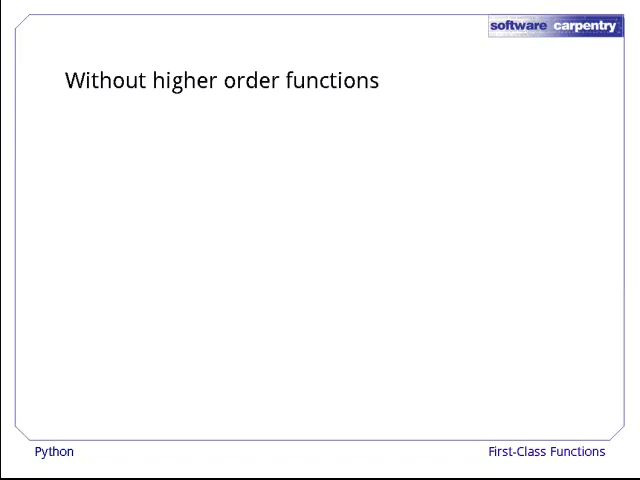 software carpentry
Without higher order functions
Python
First-Class Functions